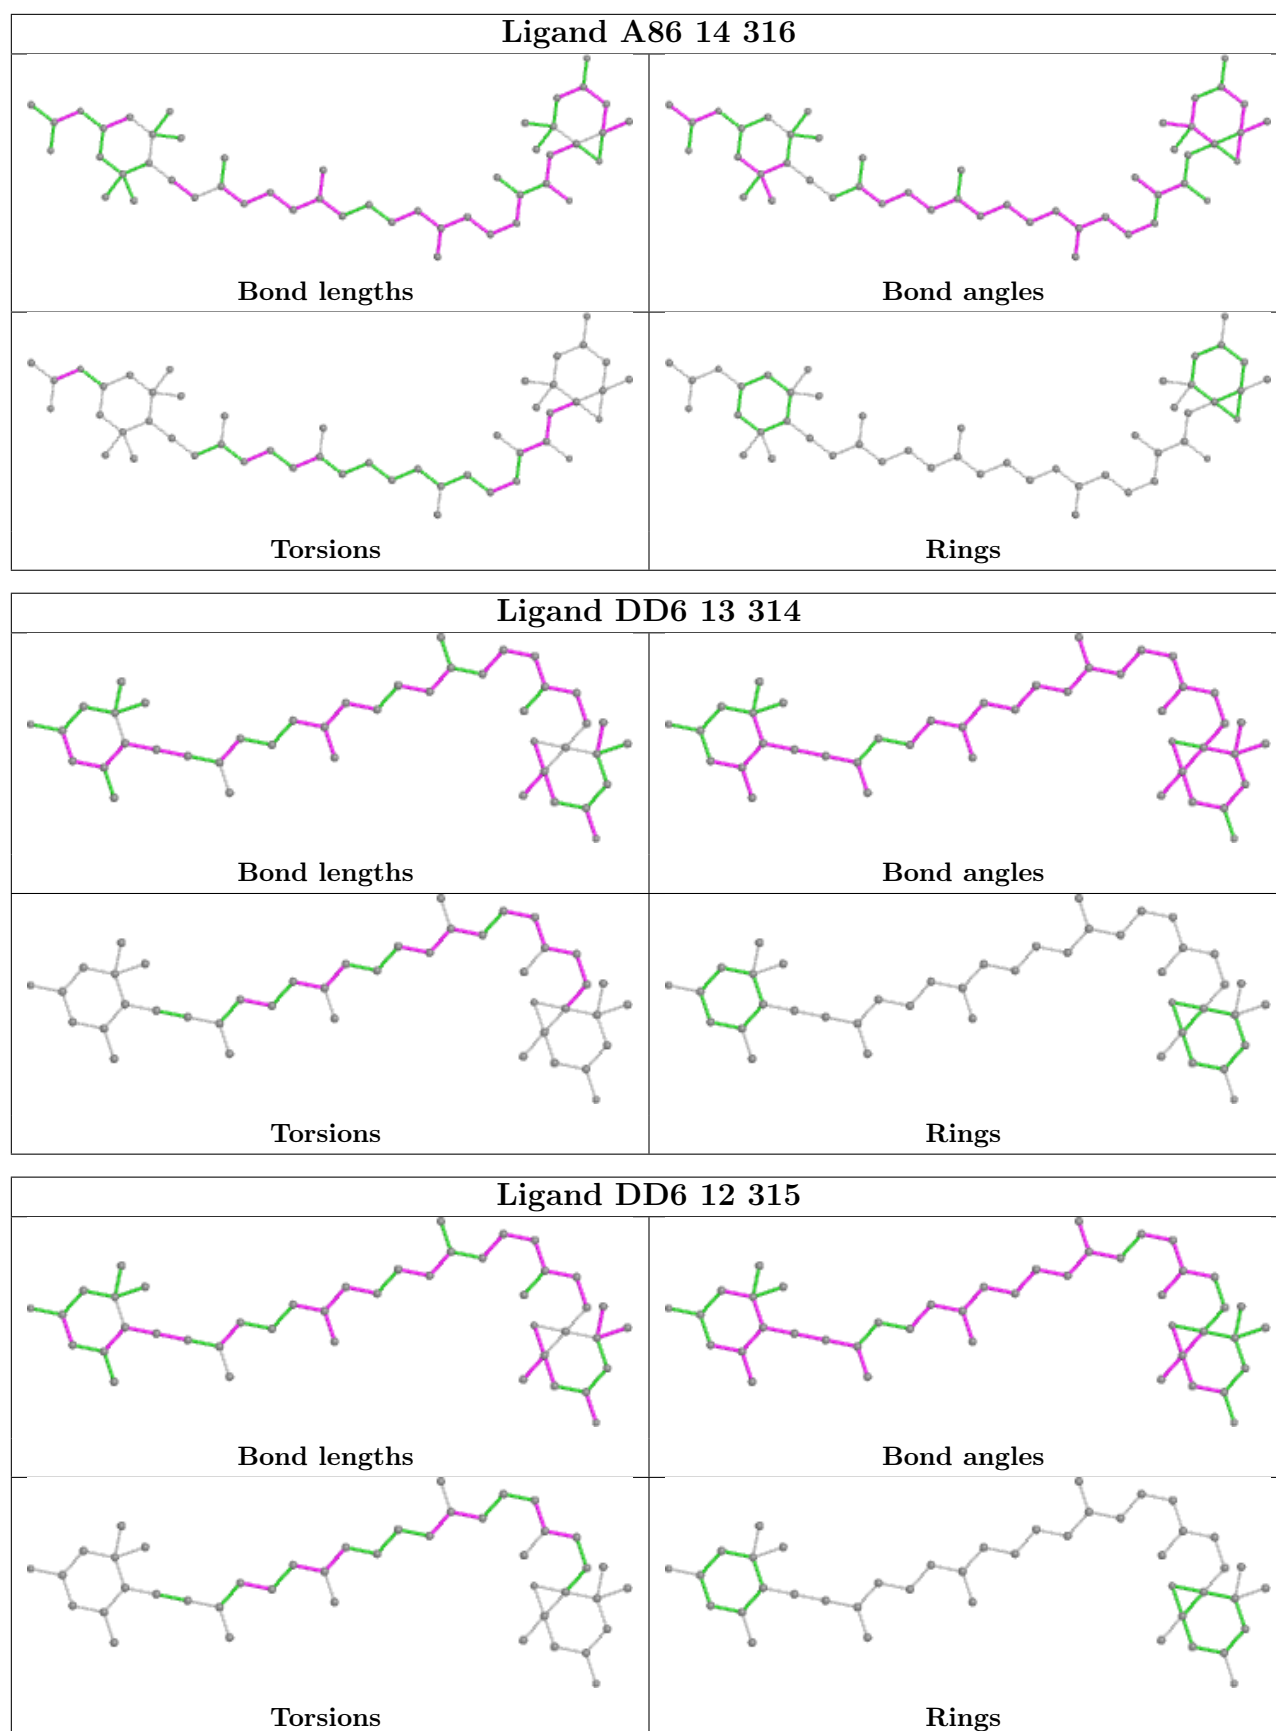 Ligand A86 14 316
Bond lengths
Bond angles
Torsions
Rings
Ligand DD6 13 314
Bond lengths
Bond angles
Torsions
Rings
Ligand DD6 12 315
Bond lengths
Bond angles
Torsions
Rings